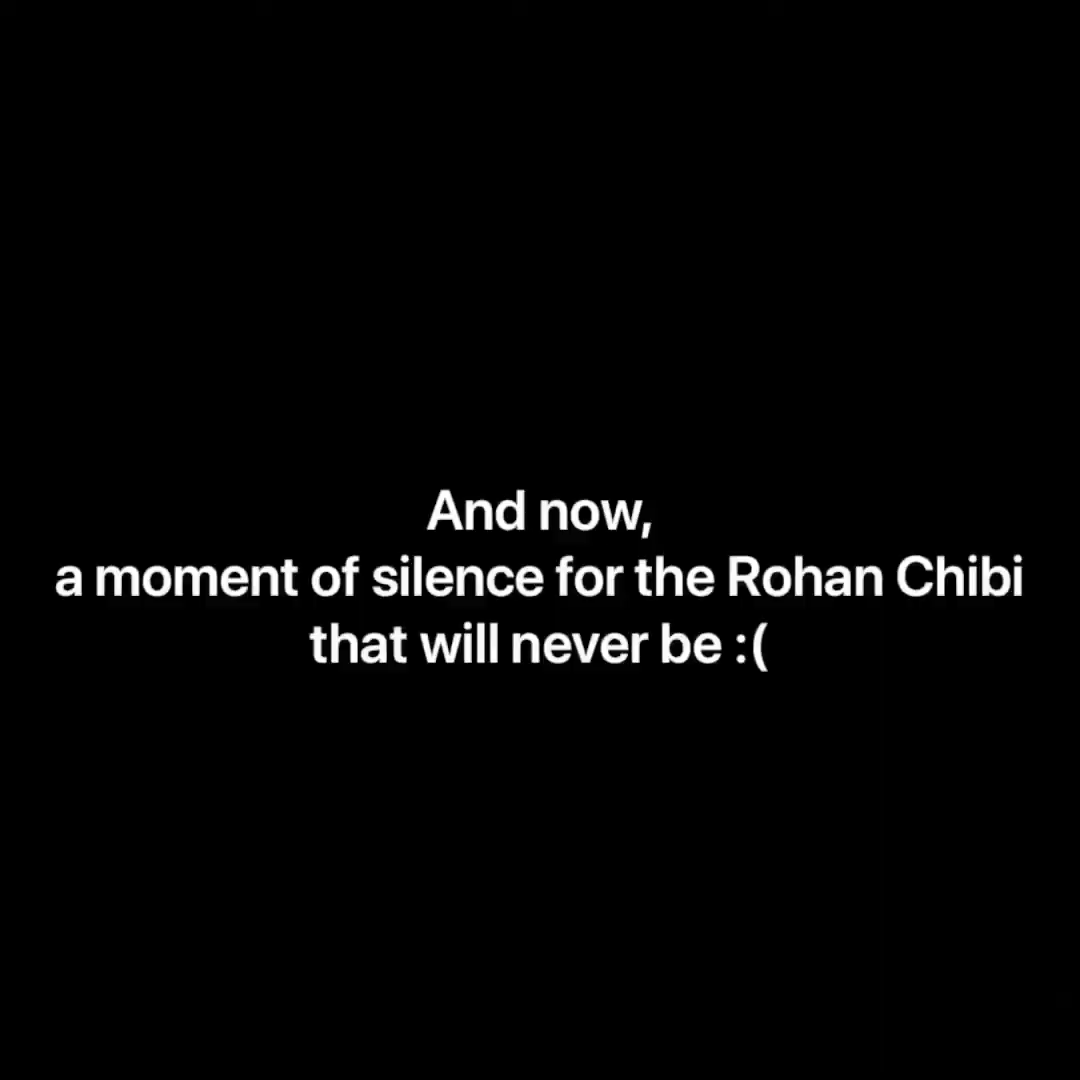 And now,
a moment of silence for the Rohan Chibi
that will never be :(